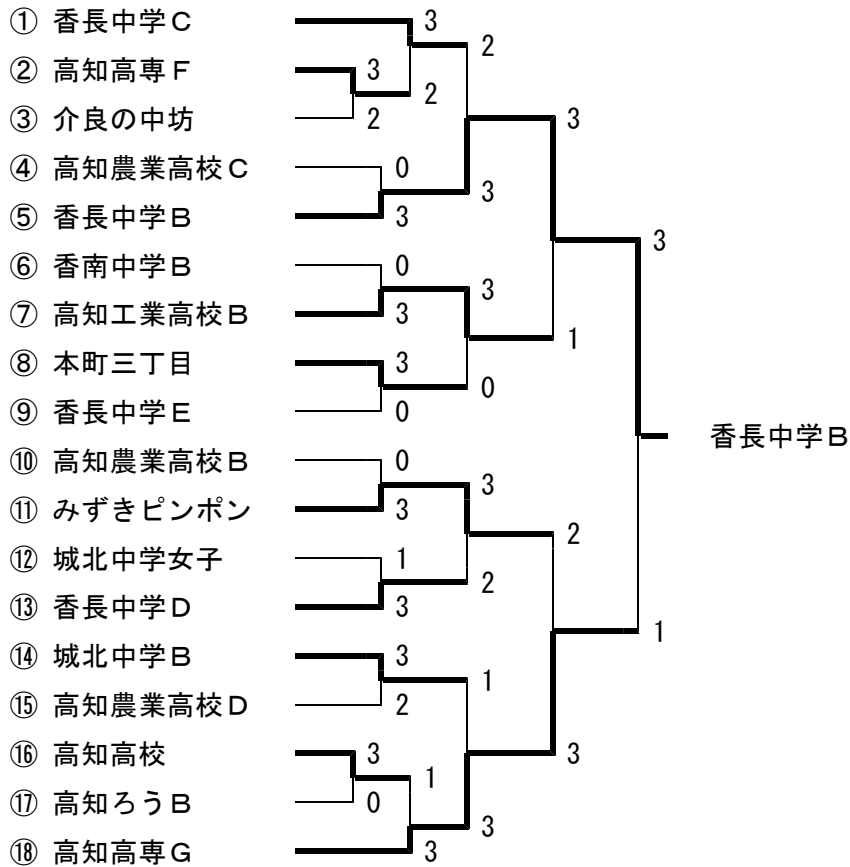 ① 香長中学Ｃ
3
2
② 高知高専Ｆ
3
2
③ 介良の中坊
2
3
④ 高知農業高校Ｃ
0
3
⑤ 香長中学Ｂ
3
3
⑥ 香南中学Ｂ
0
3
⑦ 高知工業高校Ｂ
3
1
⑧ 本町三丁目
3
0
⑨ 香長中学Ｅ
0
香長中学Ｂ
⑩ 高知農業高校Ｂ
0
3
⑪ みずきピンポン
3
2
⑫ 城北中学女子
1
2
⑬ 香長中学Ｄ
3
1
⑭ 城北中学Ｂ
3
1
⑮ 高知農業高校Ｄ
2
⑯ 高知高校
3
3
1
⑰ 高知ろうＢ
0
3
⑱ 高知高専Ｇ
3